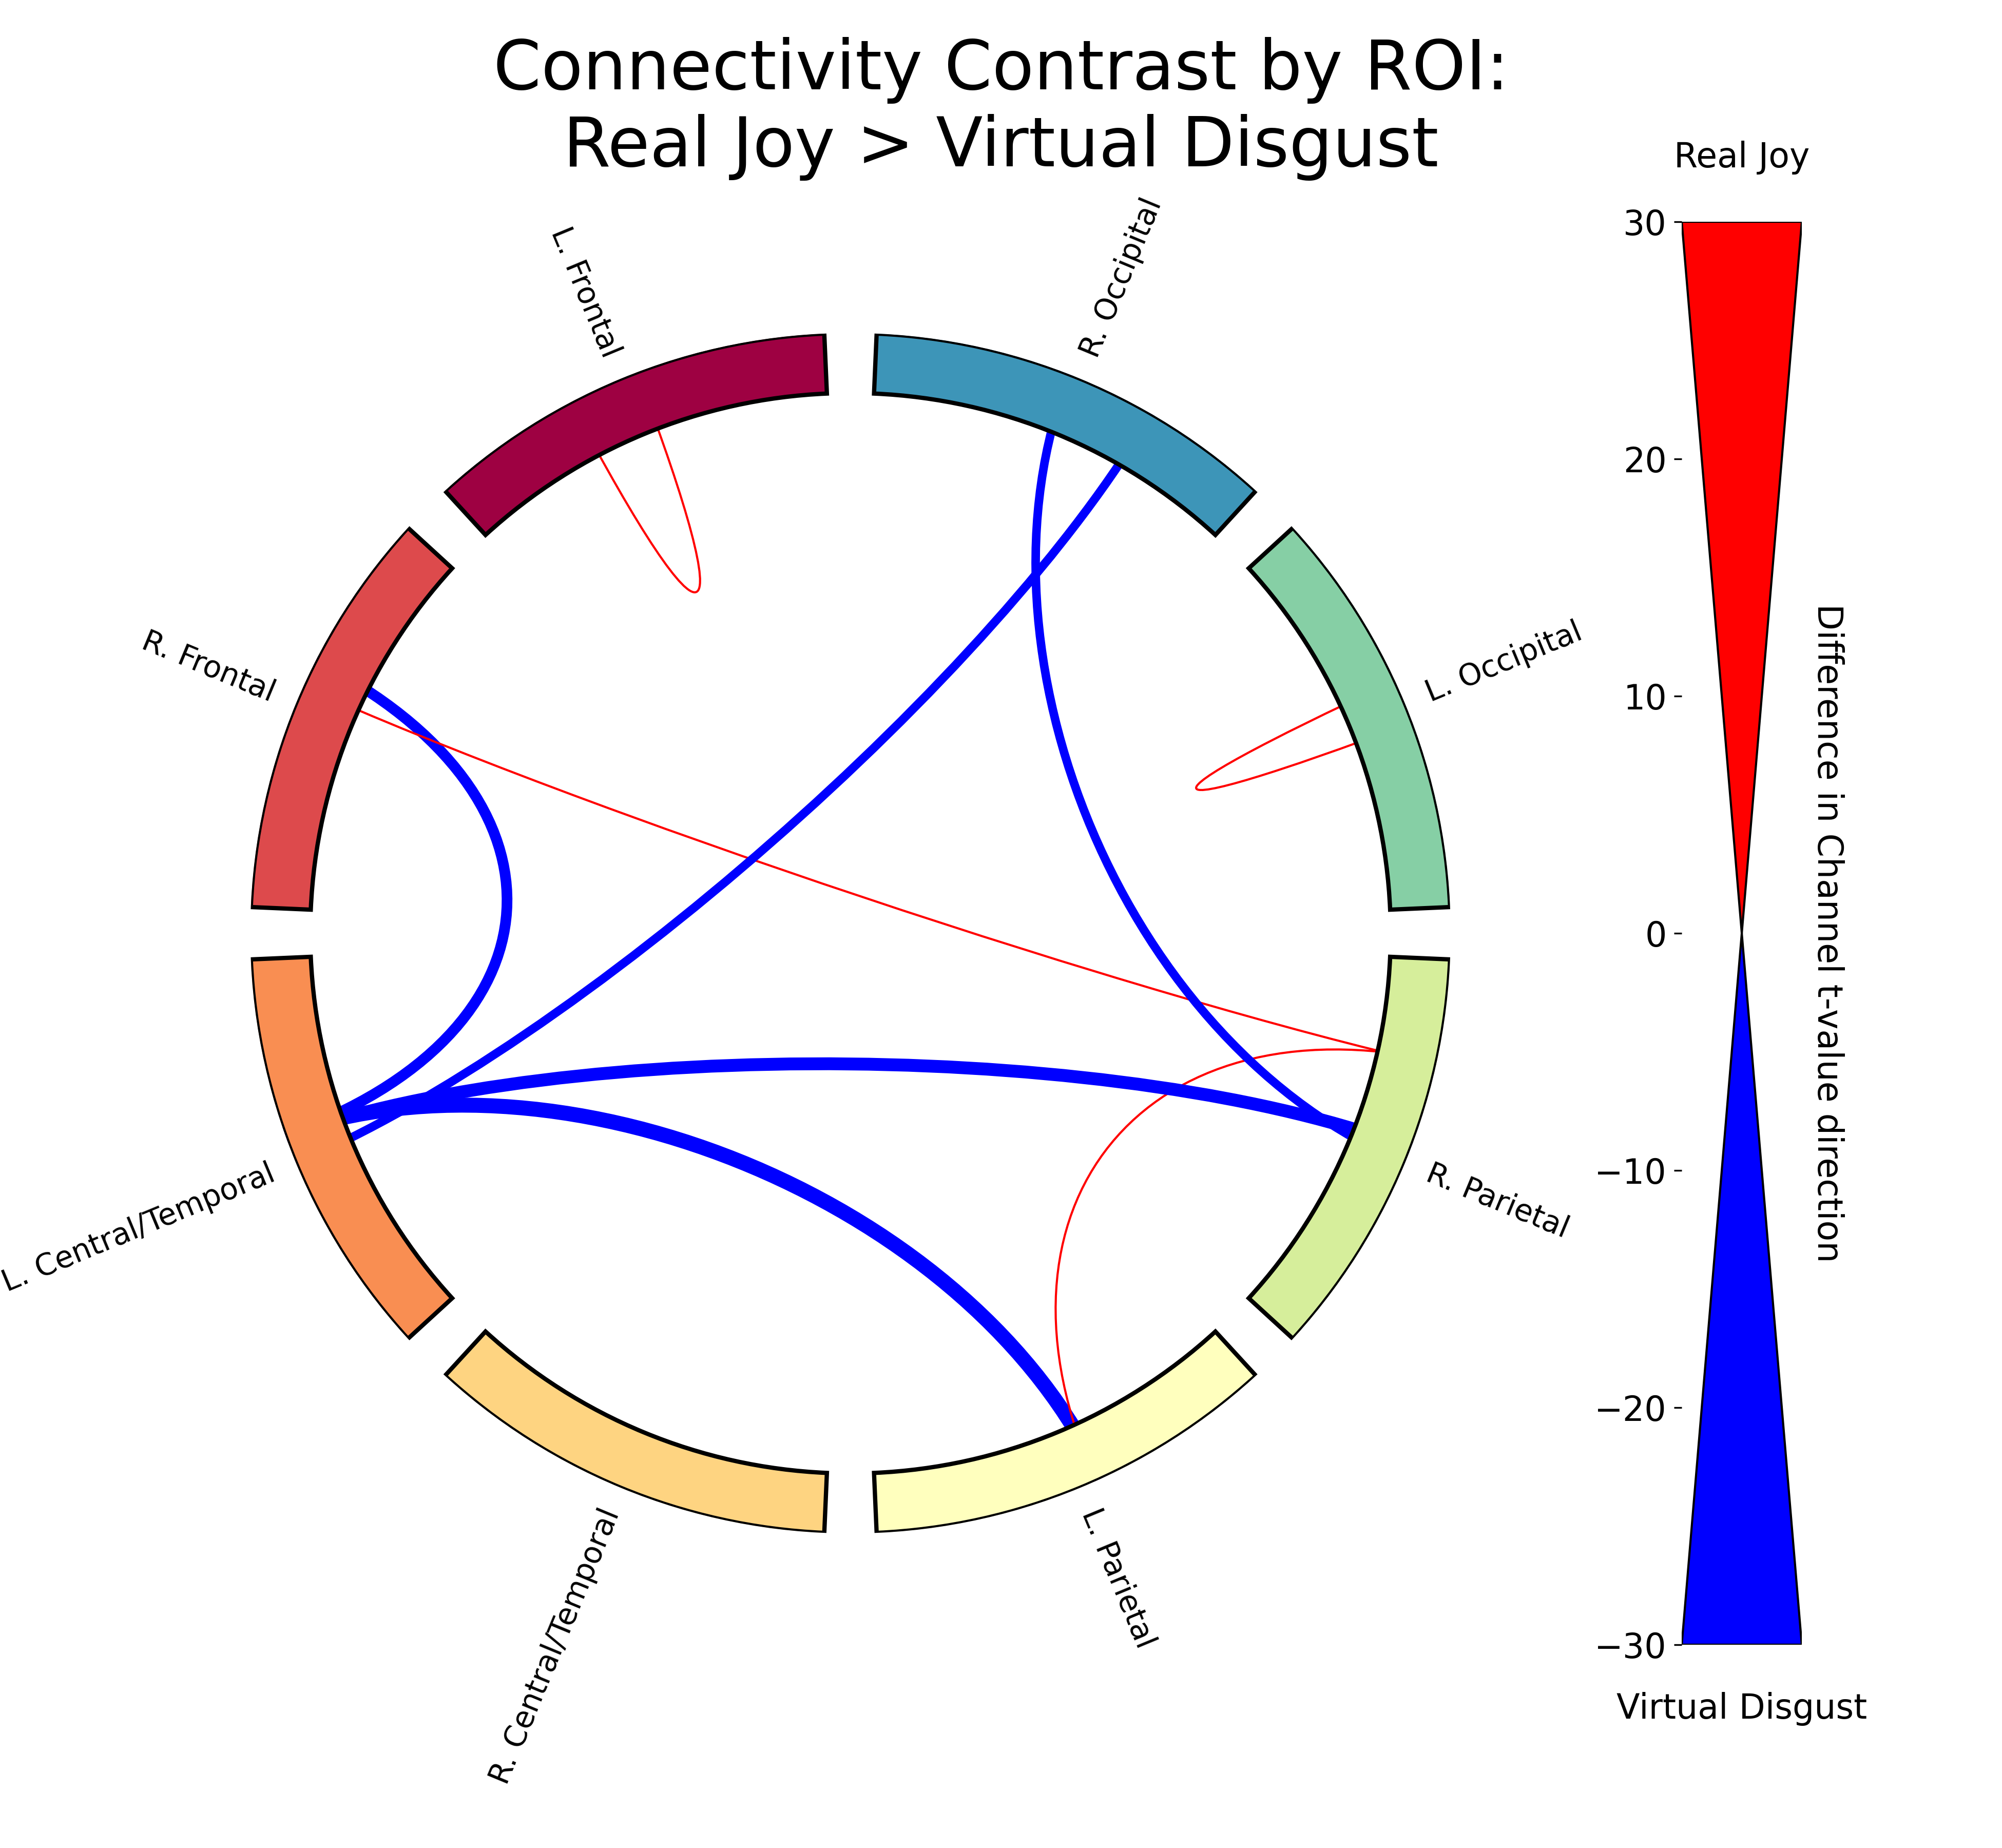 Connectivity Contrast by ROI:
Real Joy > Virtual Disgust
Real Joy
L. Frontal
R. Occipital
R. Frontal
L. Occipital
L. Central/Temporal
R. Parietal
R. Central/Temporal
L. Parietal
30
20
10
0
−10
−20
−30
Difference in Channel t-value direction
Virtual Disgust